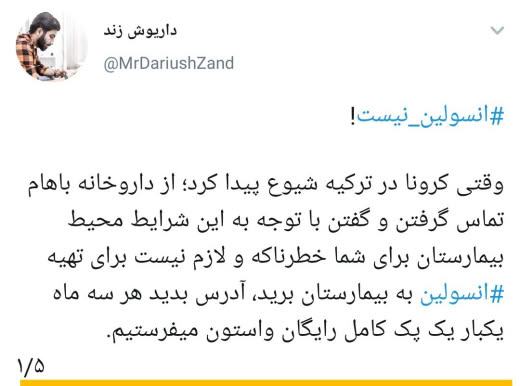 داریوش زند
@MrDariushZand
#انسولین_نیست!
وقتی کرونا در ترکیه شیوع پیدا کرد؛ از داروخانه باهام
تماس گرفتن و گفتن با توجه به این شرایط محیط
بیمارستان برای شما خطرناکه و لازم نیست برای تهیه
#انسولین به بیمارستان برید، آدرس بدید هر سه ماه
یکبار یک پک کامل رایگان واستون میفرستیم.
۱/۵